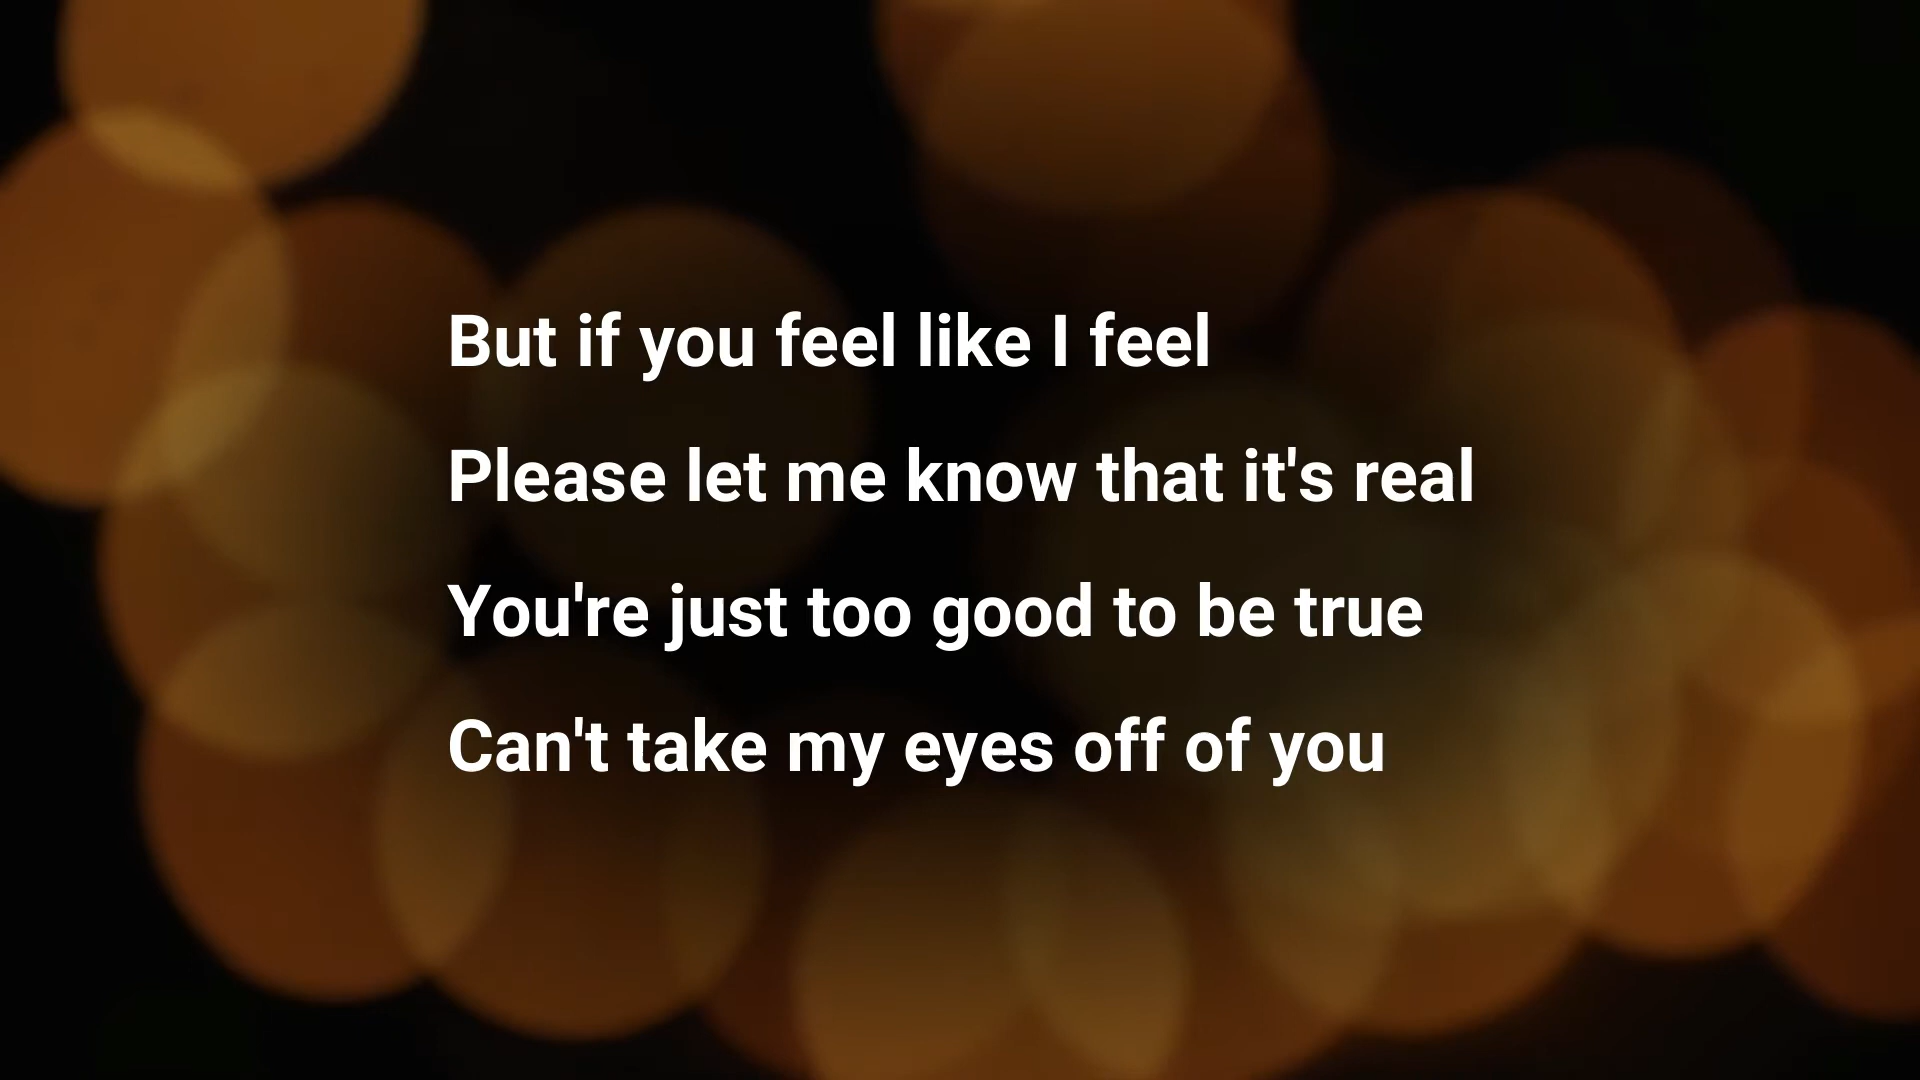 But if you feel like I feel
Please let me know that it's real
You're just too good to be true
Can't take my eyes off of you